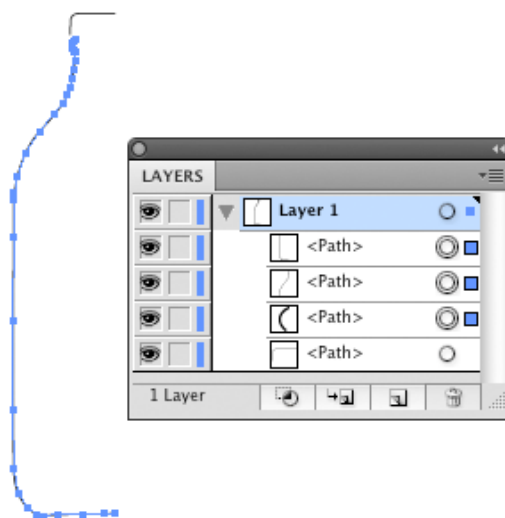 LAYERS
Layer 1
<Path>
<Path>
<Path>
<Path>
1 Layer